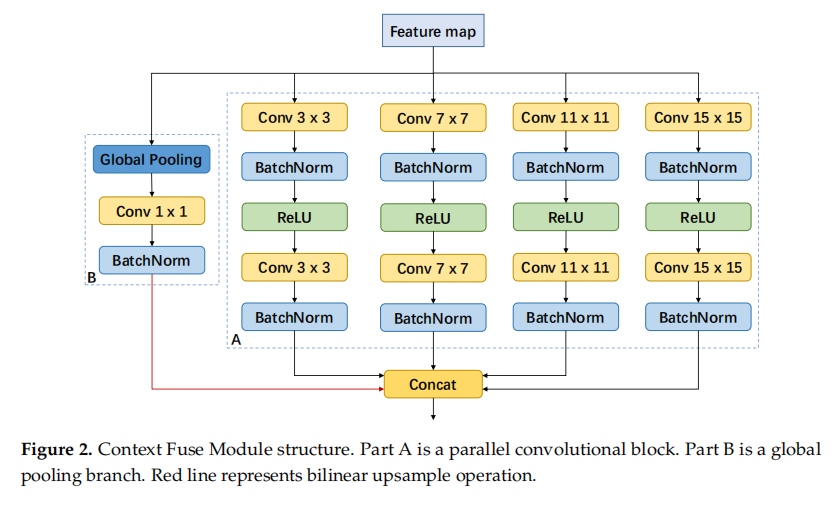 Feature map
Conv 3 x 3
Conv 7 x 7
Conv 11 x 11
Conv 15 x 15
Global Pooling
BatchNorm
BatchNorm
BatchNorm
BatchNorm
Conv 1 x 1
ReLU
ReLU
ReLU
ReLU
BatchNorm
Conv 3 x 3
Conv 7 x 7
Conv 11 x 11
Conv 15 x 15
B
BatchNorm
BatchNorm
BatchNorm
BatchNorm
A
Concat
Figure 2. Context Fuse Module structure. Part A is a parallel convolutional block. Part B is a global
pooling branch. Red line represents bilinear upsample operation.